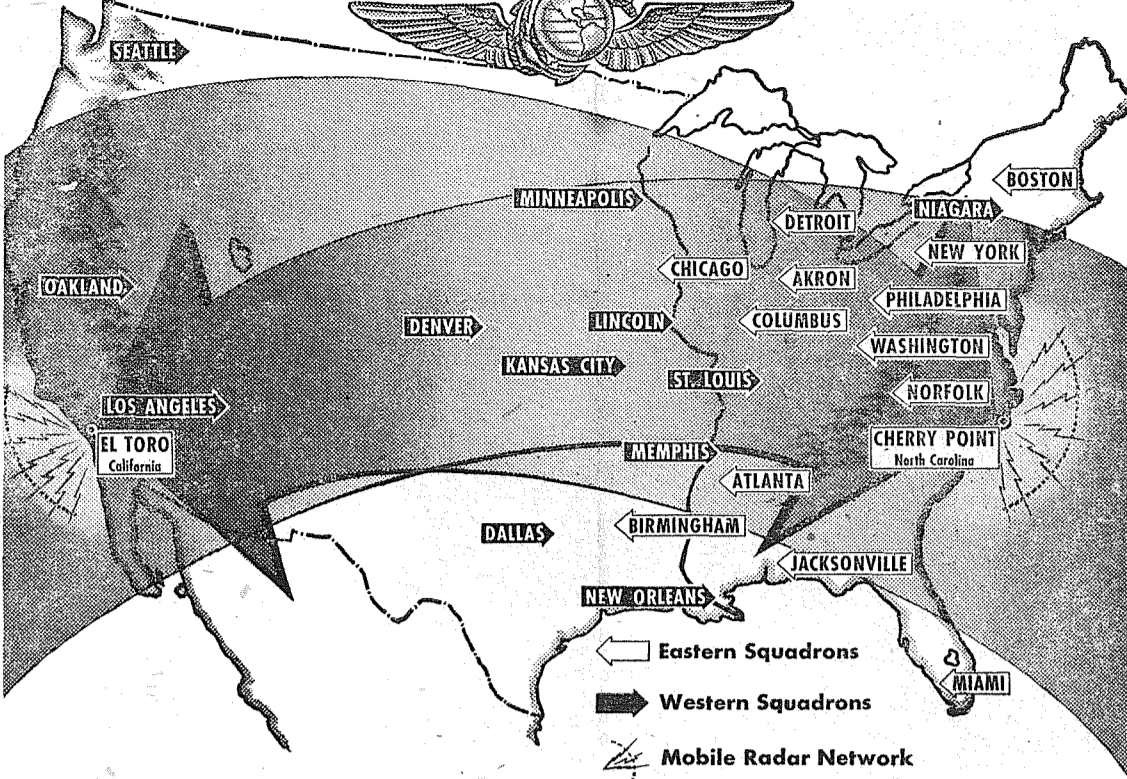 SEATTLE
BOSTON
MINNEAPOLIS
NIAGARA
DETROIT
NEW YORK
CHICAGO
AKRON
OAKLAND
PHILADELPHIA
DENVER
LINCOLN
COLUMBUS
WASHINGTON
KANSAS CITY
ST. LOUIS
NORFOLK
LOS ANGELES
EL TORO
California
CHERRY POINT
North Carolina
MEMPHIS
ATLANTA
BIRMINGHAM
DALLAS
JACKSONVILLE
NEW ORLEANS
Eastern Squadrons
MIAMI
Western Squadrons
Mobile Radar Network